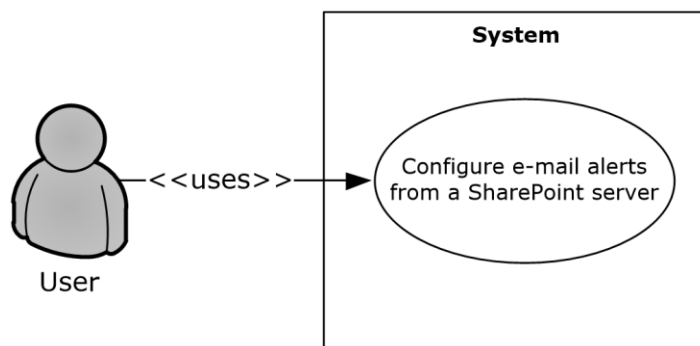 System
Configure e-mail alerts
from a SharePoint server
<<uses>>
User